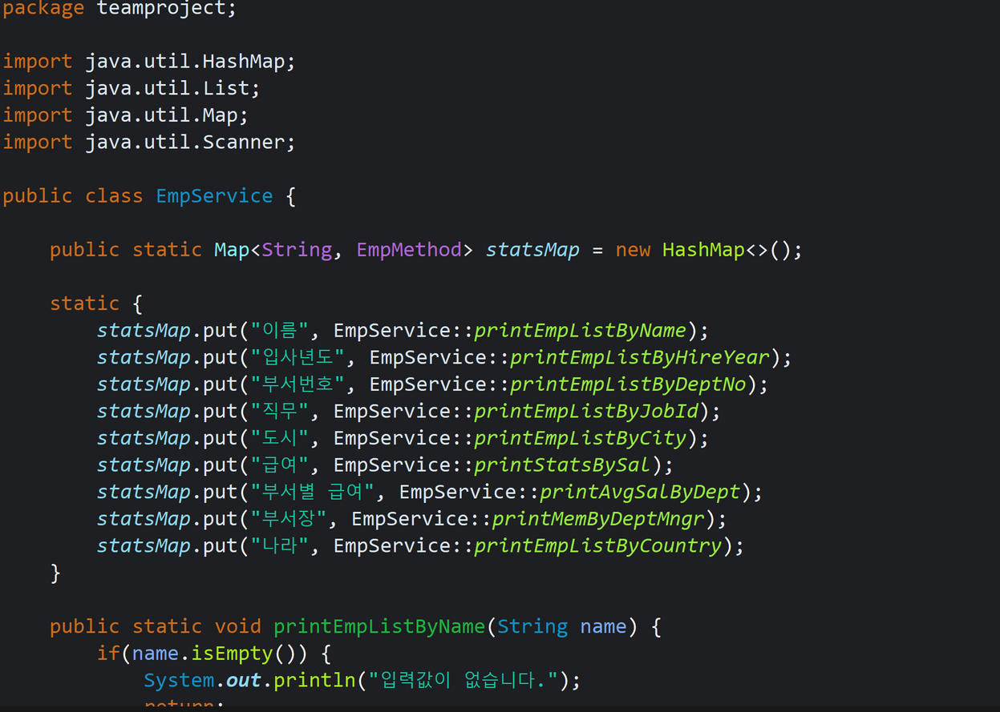 package teamproject;
import java.util.HashMap;
import java.util.List;
import java.util.Map;
import java.util.Scanner;
public class EmpService {
public static Map<String, EmpMethod> statsMap = new HashMap<>();
static {
statsMap.put("이름", EmpService::printEmpListByName);
statsMap.put("입사년도", EmpService::printEmpListByHireYear);
statsMap.put("부서번호", EmpService::printEmpListByDeptNo);
statsMap.put("직무", EmpService::printEmpListByJobId);
statsMap.put("도시", EmpService::printEmpListByCity);
statsMap.put("급여", EmpService::printStatsBySal);
statsMap.put("부서별 급여", EmpService::printAvgSalByDept);
statsMap.put("부서장", EmpService::printMemByDeptMngr);
statsMap.put("나라", EmpService::printEmpListByCountry);
}
public static void printEmpListByName(String name) {
if(name.isEmpty()) {
System.out.println("입력값이 없습니다.");
return;